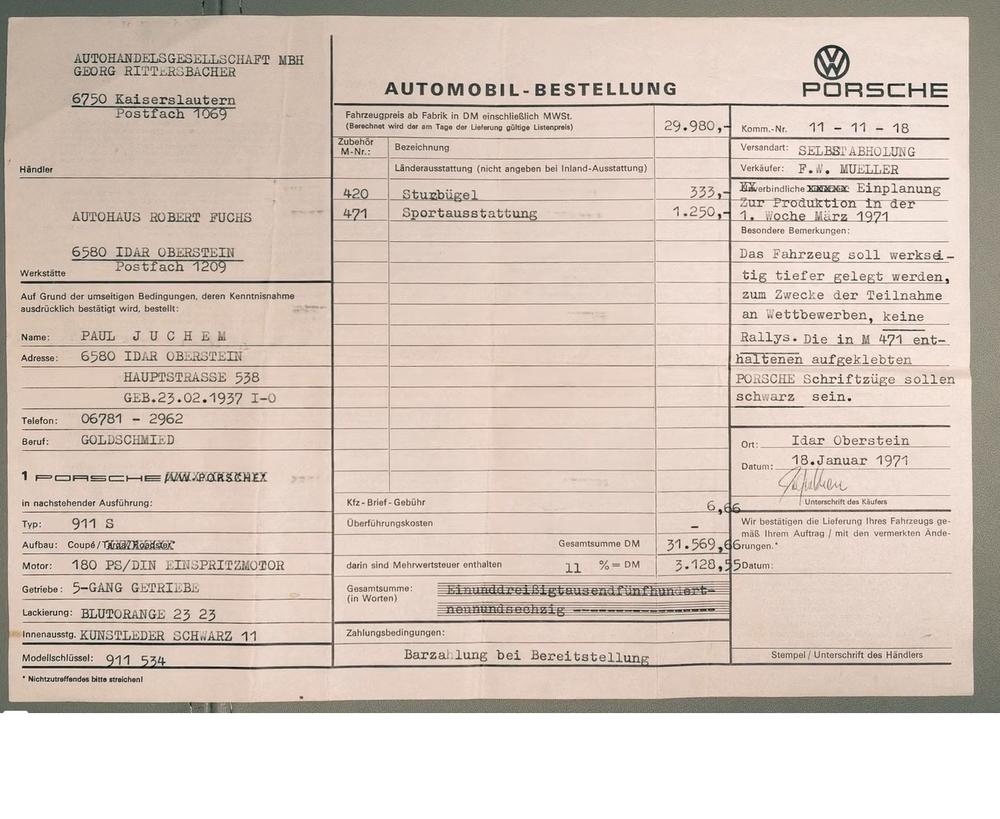 AUTOHANDELSGESELLSCHAFT MBH
GEORG RITTERSBACHER
6750 Kaiserslautern
Postfach 1069
Händler
AUTOHAUS ROBERT FUCHS
6580 IDAR OBERSTEIN
Postfach 1209
Werkstätte
Auf Grund der umseitigen Bedingungen, deren Kenntnisnahme
ausdrücklich bestätigt wird, bestellt:
Name: PAUL J U C H E M
Adresse: 6580 IDAR OBERSTEIN
HAUPTSTRASSE 538
GEB.23.02.1937 I-O
Telefon: 06781 - 2962
Beruf: GOLDSCHMIED
1 PORSCHE/VW-PORSCHE*
in nachstehender Ausführung:
Typ: 911 S
Aufbau: Coupé/Targa/Roadster*
Motor: 180 PS/DIN EINSPRITZMOTOR
Getriebe: 5-GANG GETRIEBE
Lackierung: BLUTORANGE 23 23
Innenausstg. KUNSTLEDER SCHWARZ 11
Modellschlüssel: 911 534
* Nichtzutreffendes bitte streichen!
AUTOMOBIL-BESTELLUNG
VW
PORSCHE
Fahrzeugpreis ab Fabrik in DM einschließlich MWSt.
(Berechnet wird der am Tage der Lieferung gültige Listenpreis)
29.980,-
Zubehör
M-Nr.:
Bezeichnung
Länderausstattung (nicht angeben bei Inland-Ausstattung)
420 Sturbügel 333,-
471 Sportausstattung 1.250,-
Kfz-Brief-Gebühr 6,66
Überführungskosten -
Gesamtsumme DM 31.569,66
darin sind Mehrwertsteuer enthalten 11 %=DM 3.128,55
Gesamtsumme:
(in Worten)
Einunddreißigtausendfünfhundert-
neunundsechzig ----------------
Zahlungsbedingungen:
Barzahlung bei Bereitstellung
Komm.-Nr. 11 - 11 - 18
Versandart: SELBSTABHOLUNG
Verkäufer: F.W. MUELLER
verbindliche Einplanung
Zur Produktion in der
1. Woche März 1971
Besondere Bemerkungen:
Das Fahrzeug soll werksei-
tig tiefer gelegt werden,
zum Zwecke der Teilnahme
an Wettbewerben, keine
Rallys. Die in M 471 ent-
haltenen aufgeklebten
PORSCHE Schriftzüge sollen
schwarz sein.
Ort: Idar Oberstein
Datum: 18.Januar 1971
Unterschrift des Käufers
Wir bestätigen die Lieferung Ihres Fahrzeugs ge-
mäß Ihrem Auftrag / mit den vermerkten Ände-
rungen.*
Datum:
Stempel / Unterschrift des Händlers